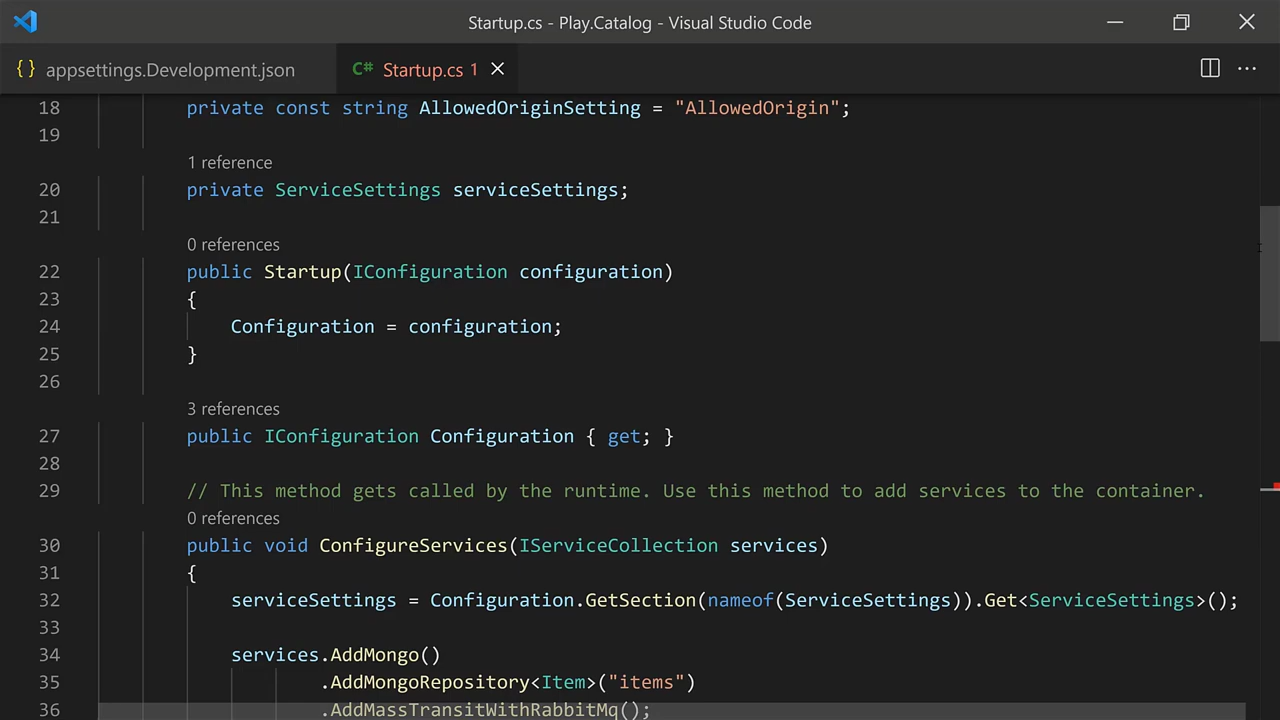 Startup.cs - Play.Catalog - Visual Studio Code
{ } appsettings.Development.json C# Startup.cs 1
18 private const string AllowedOriginSetting = "AllowedOrigin";
19
1 reference
20 private ServiceSettings serviceSettings;
21
0 references
22 public Startup(IConfiguration configuration)
23 {
24 Configuration = configuration;
25 }
26
3 references
27 public IConfiguration Configuration { get; }
28
29 // This method gets called by the runtime. Use this method to add services to the container.
0 references
30 public void ConfigureServices(IServiceCollection services)
31 {
32 serviceSettings = Configuration.GetSection(nameof(ServiceSettings)).Get<ServiceSettings>();
33
34 services.AddMongo()
35 .AddMongoRepository<Item>("items")
36 .AddMassTransitWithRabbitMq();